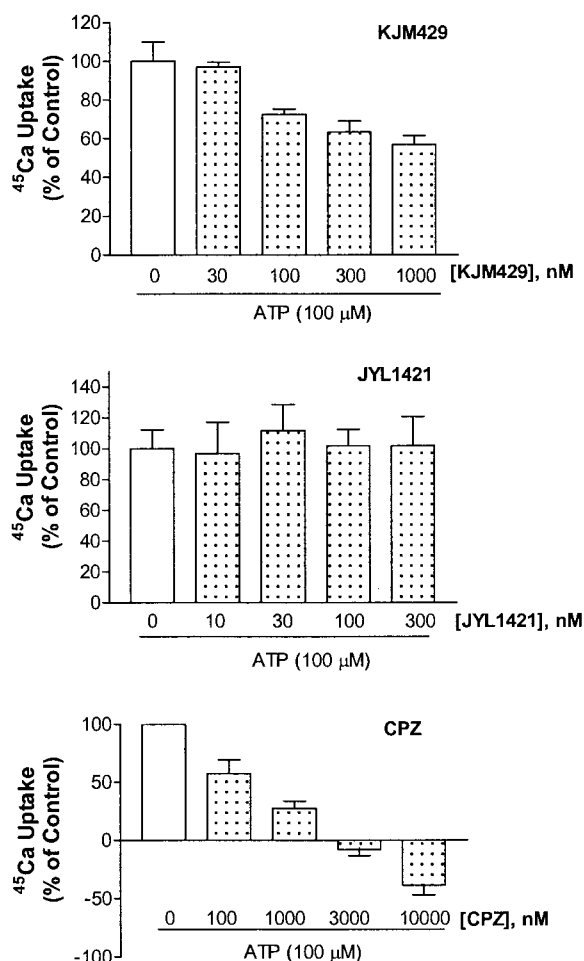 KJM429
⁴⁵Ca Uptake
(% of Control)
120
100
80
60
40
20
0
0 30 100 300 1000 [KJM429], nM
ATP (100 μM)
JYL1421
⁴⁵Ca Uptake
(% of Control)
140
120
100
80
60
40
20
0
0 10 30 100 300 [JYL1421], nM
ATP (100 μM)
CPZ
⁴⁵Ca Uptake
(% of Control)
100
50
0
-50
-100
0 100 1000 3000 10000 [CPZ], nM
ATP (100 μM)